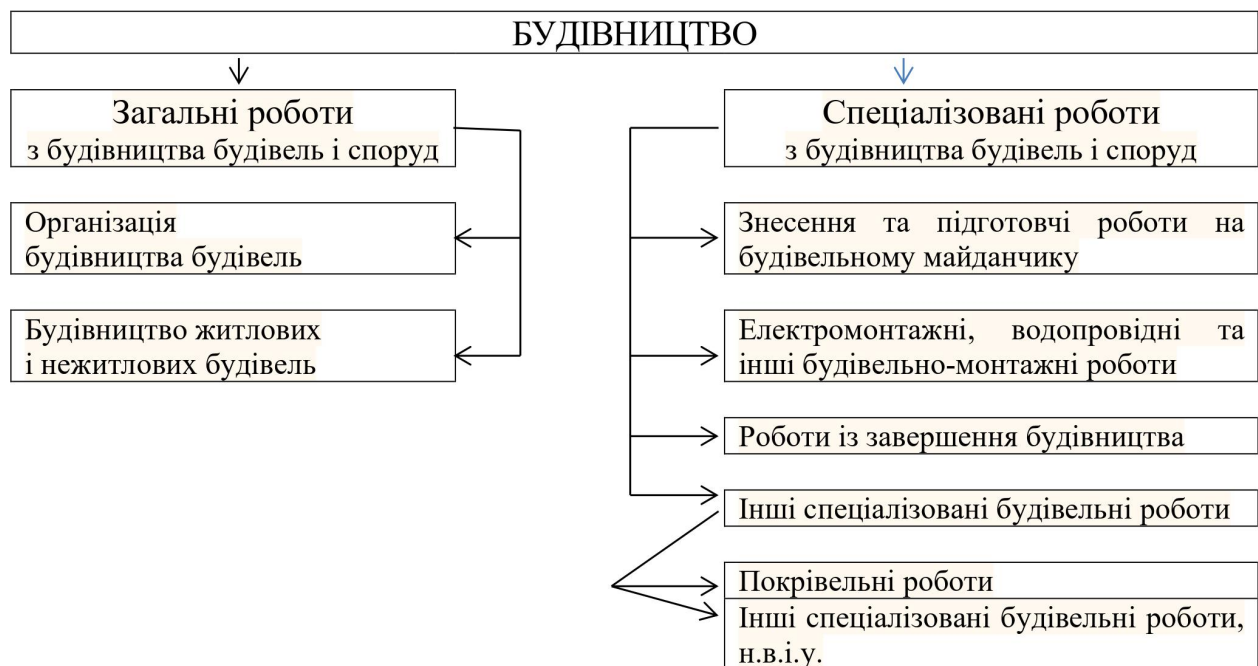 БУДІВНИЦТВО
Загальні роботи
з будівництва будівель і споруд
Організація
будівництва будівель
Будівництво житлових
і нежитлових будівель
Спеціалізовані роботи
з будівництва будівель і споруд
Знесення та підготовчі роботи на
будівельному майданчику
Електромонтажні, водопровідні та
інші будівельно-монтажні роботи
Роботи із завершення будівництва
Інші спеціалізовані будівельні роботи
Покрівельні роботи
Інші спеціалізовані будівельні роботи,
н.в.і.у.